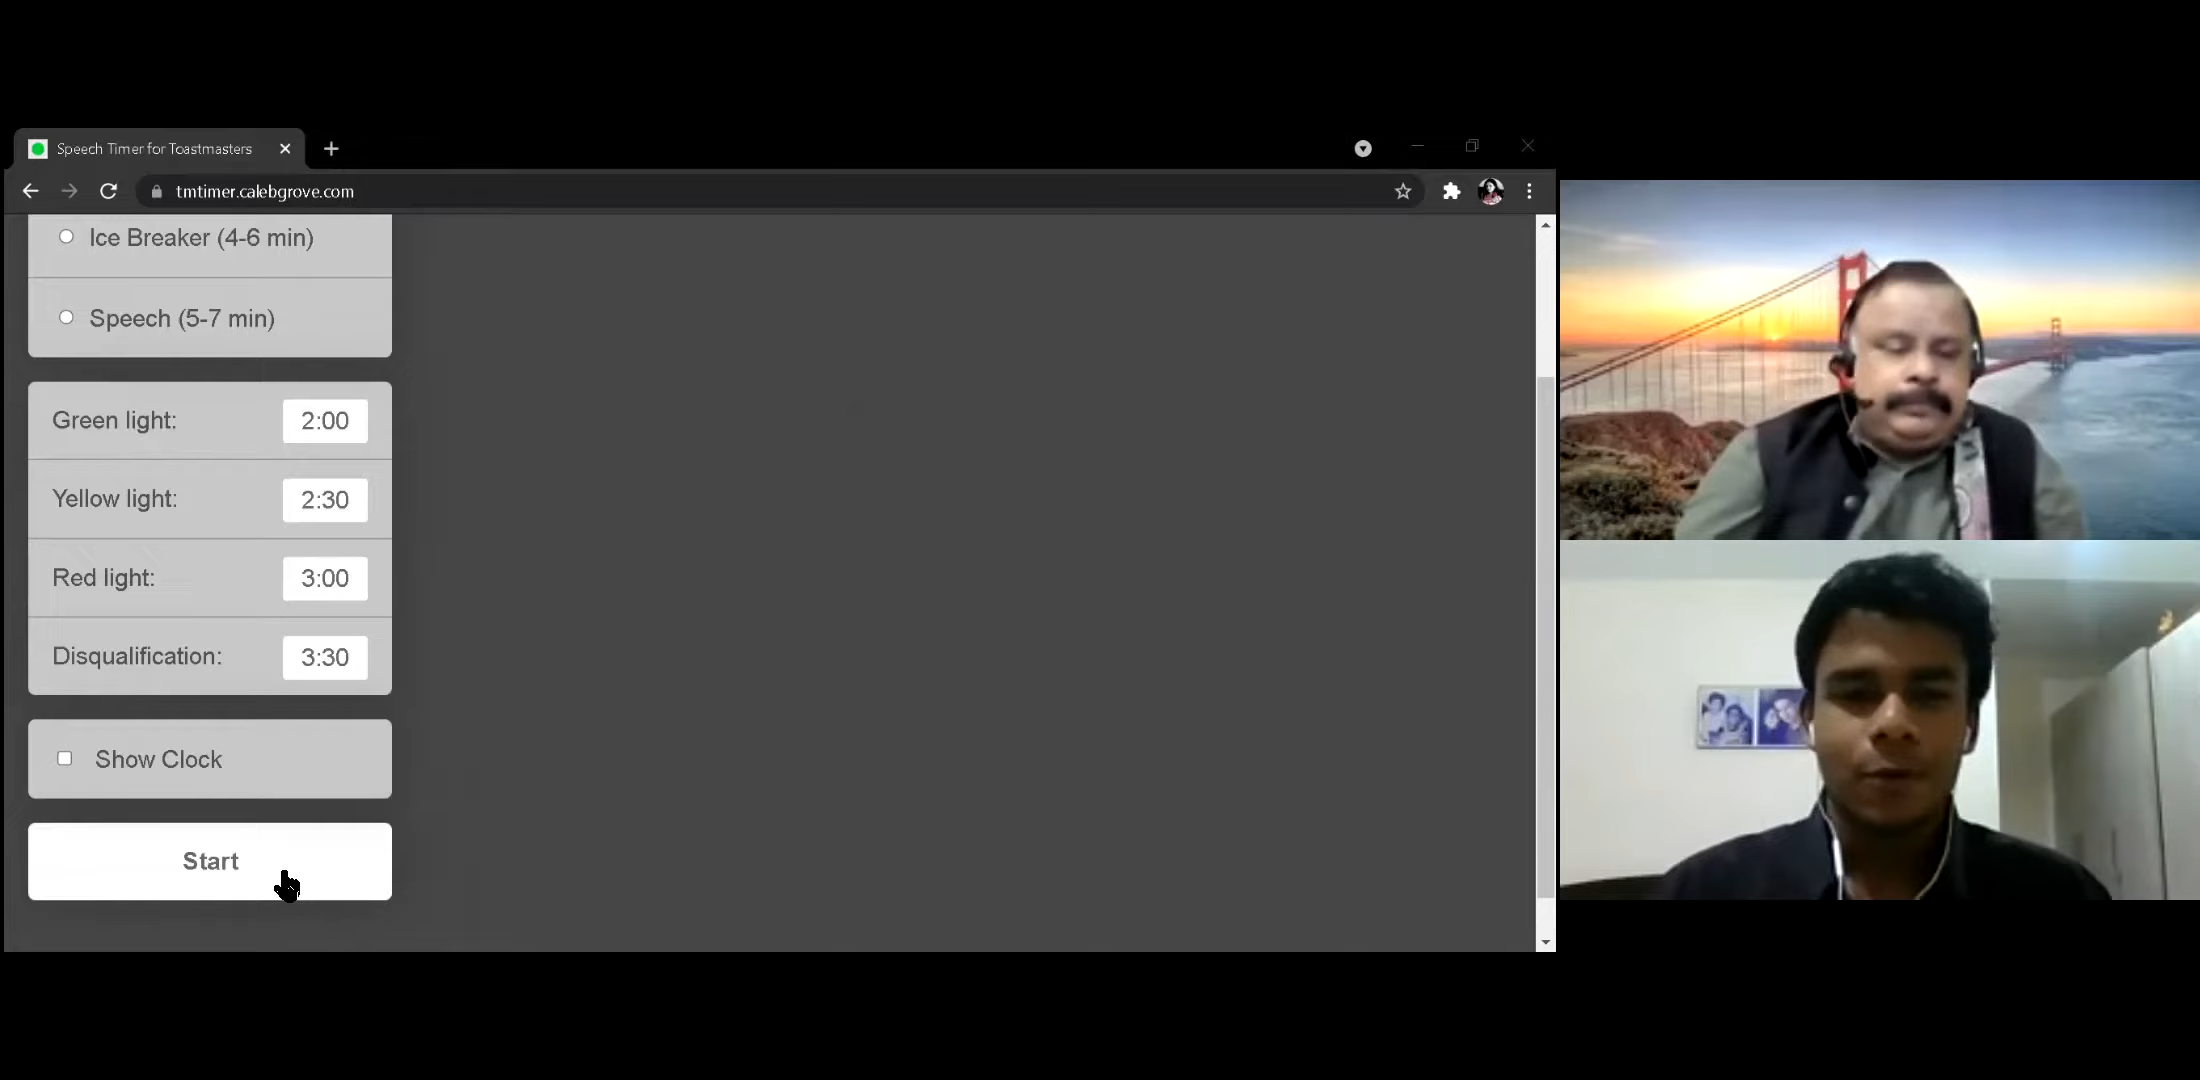 Speech Timer for Toastmasters
tmtimer.calebgrove.com
Ice Breaker (4-6 min)
Speech (5-7 min)
Green light: 2:00
Yellow light: 2:30
Red light: 3:00
Disqualification: 3:30
Show Clock
Start